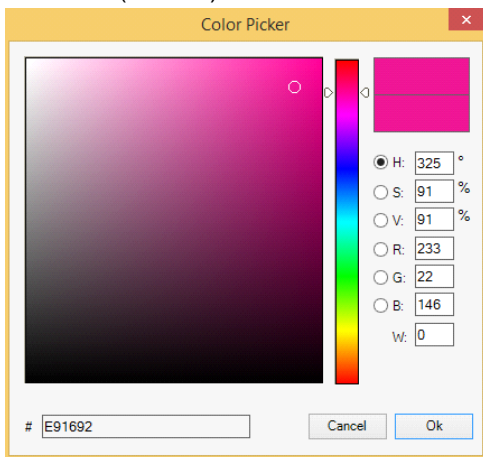 Color Picker
×
H: 325 °
S: 91 %
V: 91 %
R: 233
G: 22
B: 146
W: 0
# E91692
Cancel Ok